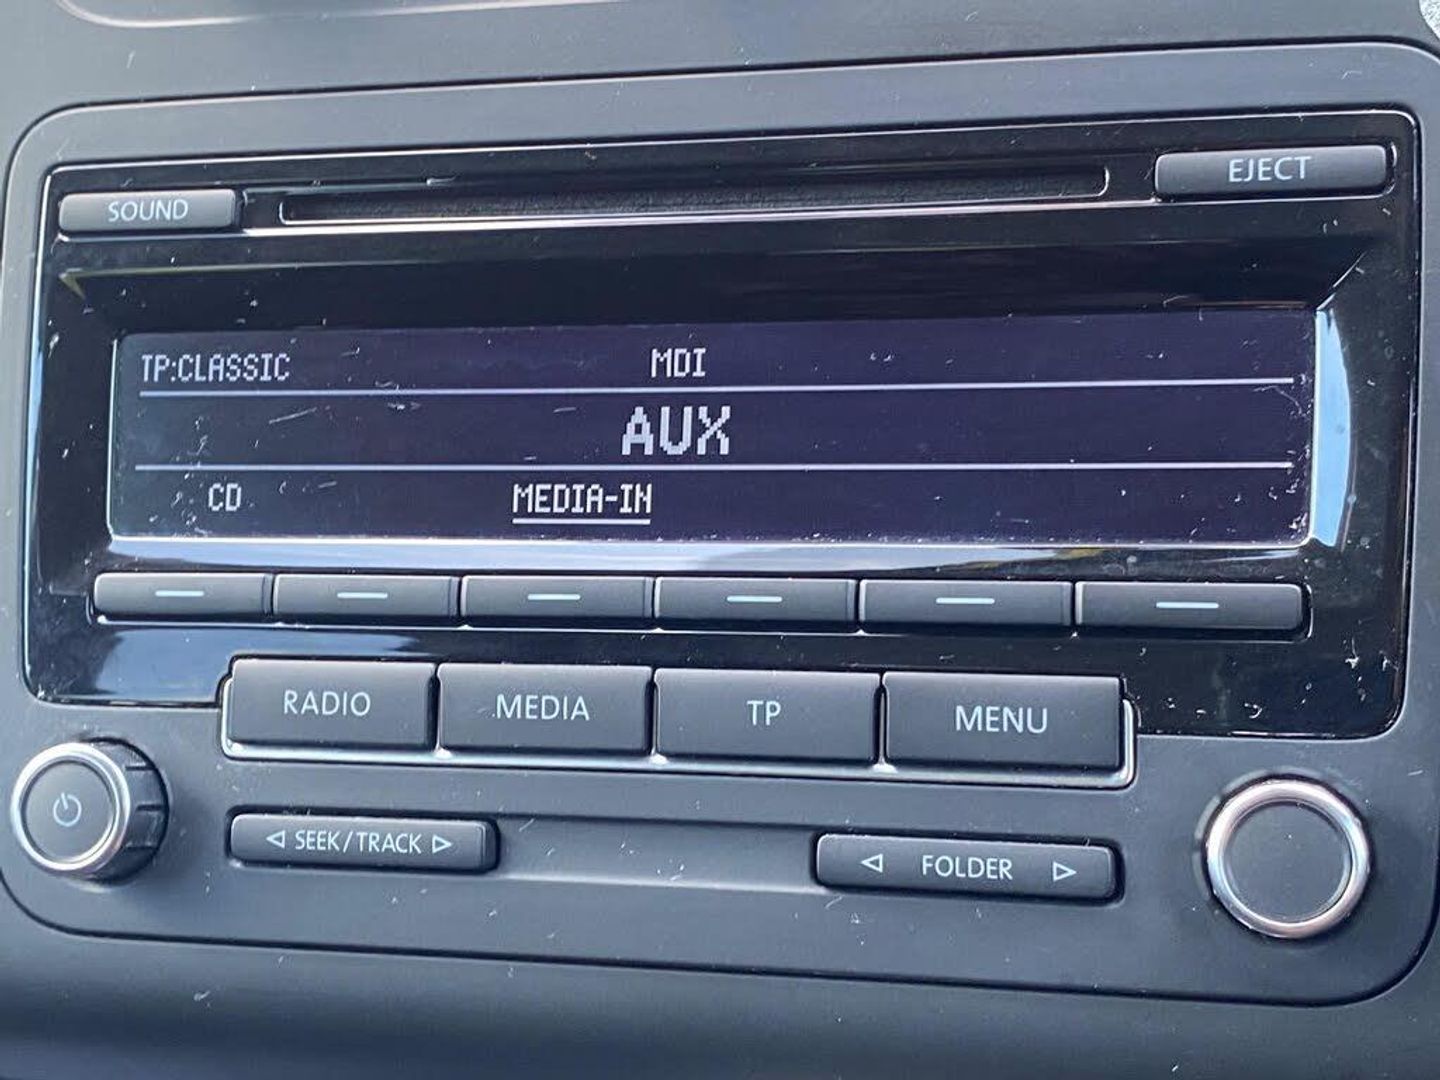 SOUND
EJECT
TP:CLASSIC MDI
AUX
CD MEDIA-IN
RADIO MEDIA TP MENU
SEEK/TRACK
FOLDER